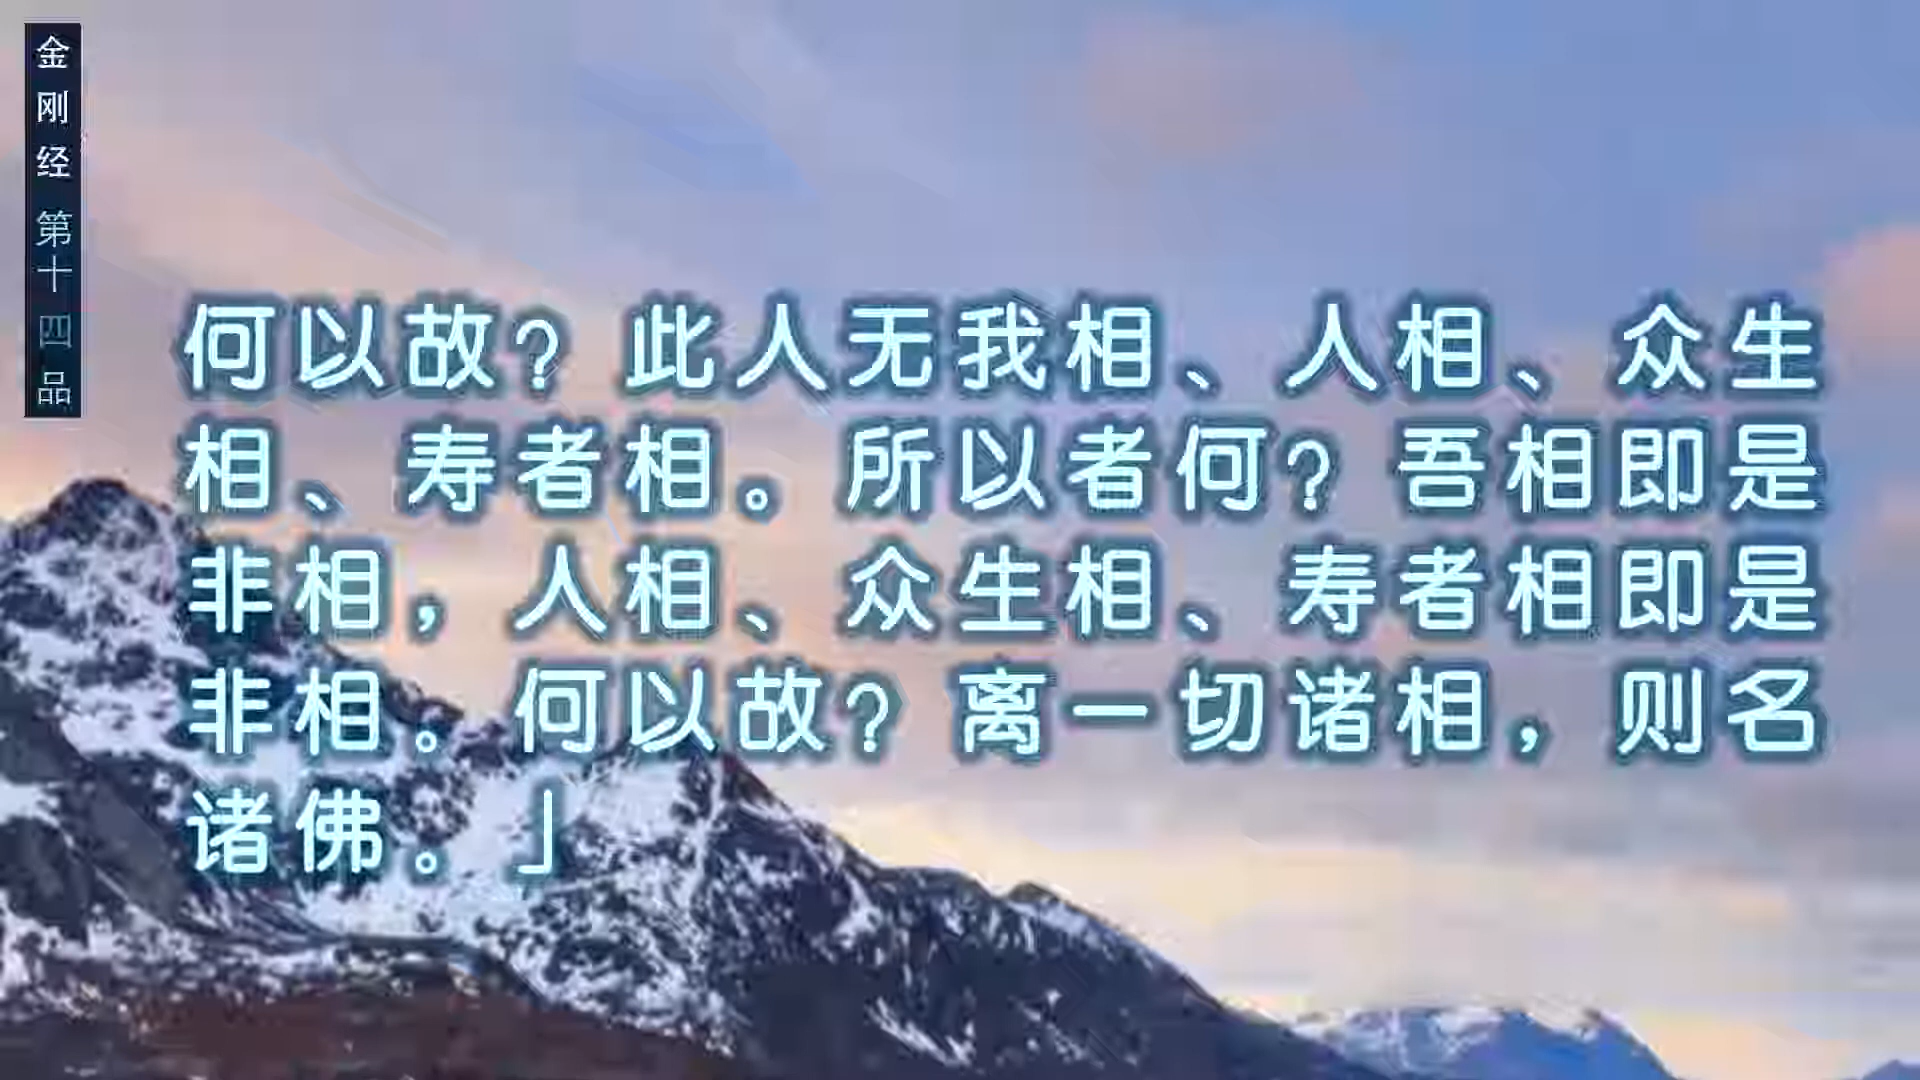 金刚经 第十四品
何以故？此人无我相、人相、众生
相、寿者相。所以者何？吾相即是
非相，人相、众生相、寿者相即是
非相。何以故？离一切诸相，则名
诸佛。」